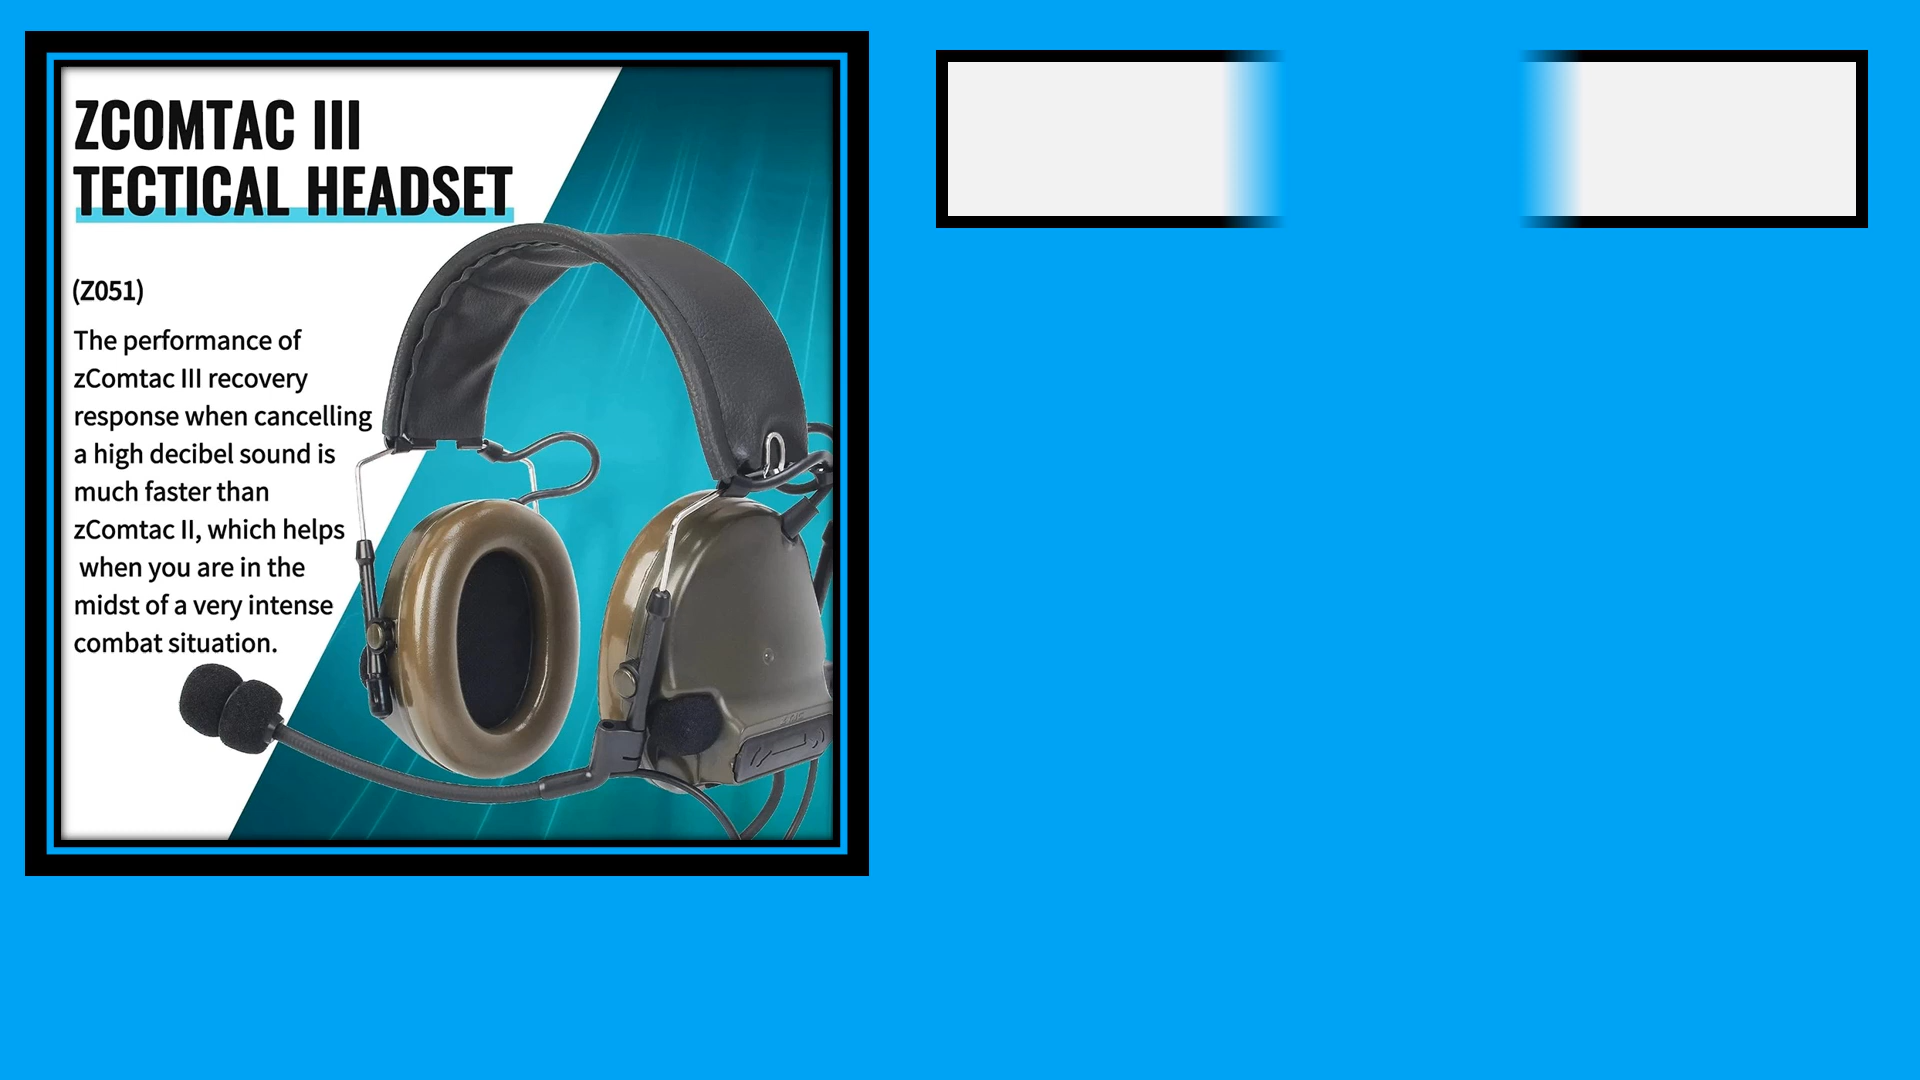 ZCOMTAC III
TECTICAL HEADSET
(Z051)
The performance of
zComtac III recovery
response when cancelling
a high decibel sound is
much faster than
zComtac II, which helps
when you are in the
midst of a very intense
combat situation.